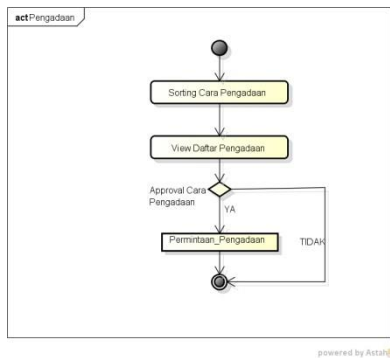 act Pengadaan
Sorting Cara Pengadaan
View Daftar Pengadaan
Approval Cara
Pengadaan
YA
Permintaan_Pengadaan
TIDAK
powered by Astah